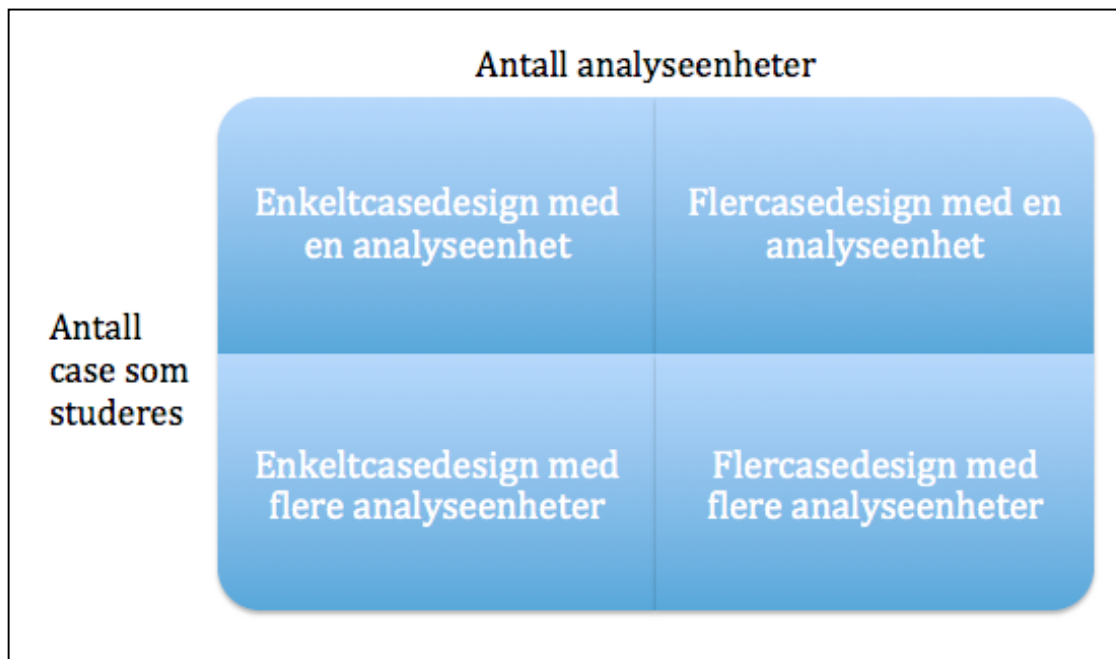 Antall analyseenheter
Enkeltcasedesign med
en analyseenhet
Flercasedesign med en
analyseenhet
Antall
case som
studeres
Enkeltcasedesign med
flere analyseenheter
Flercasedesign med
flere analyseenheter